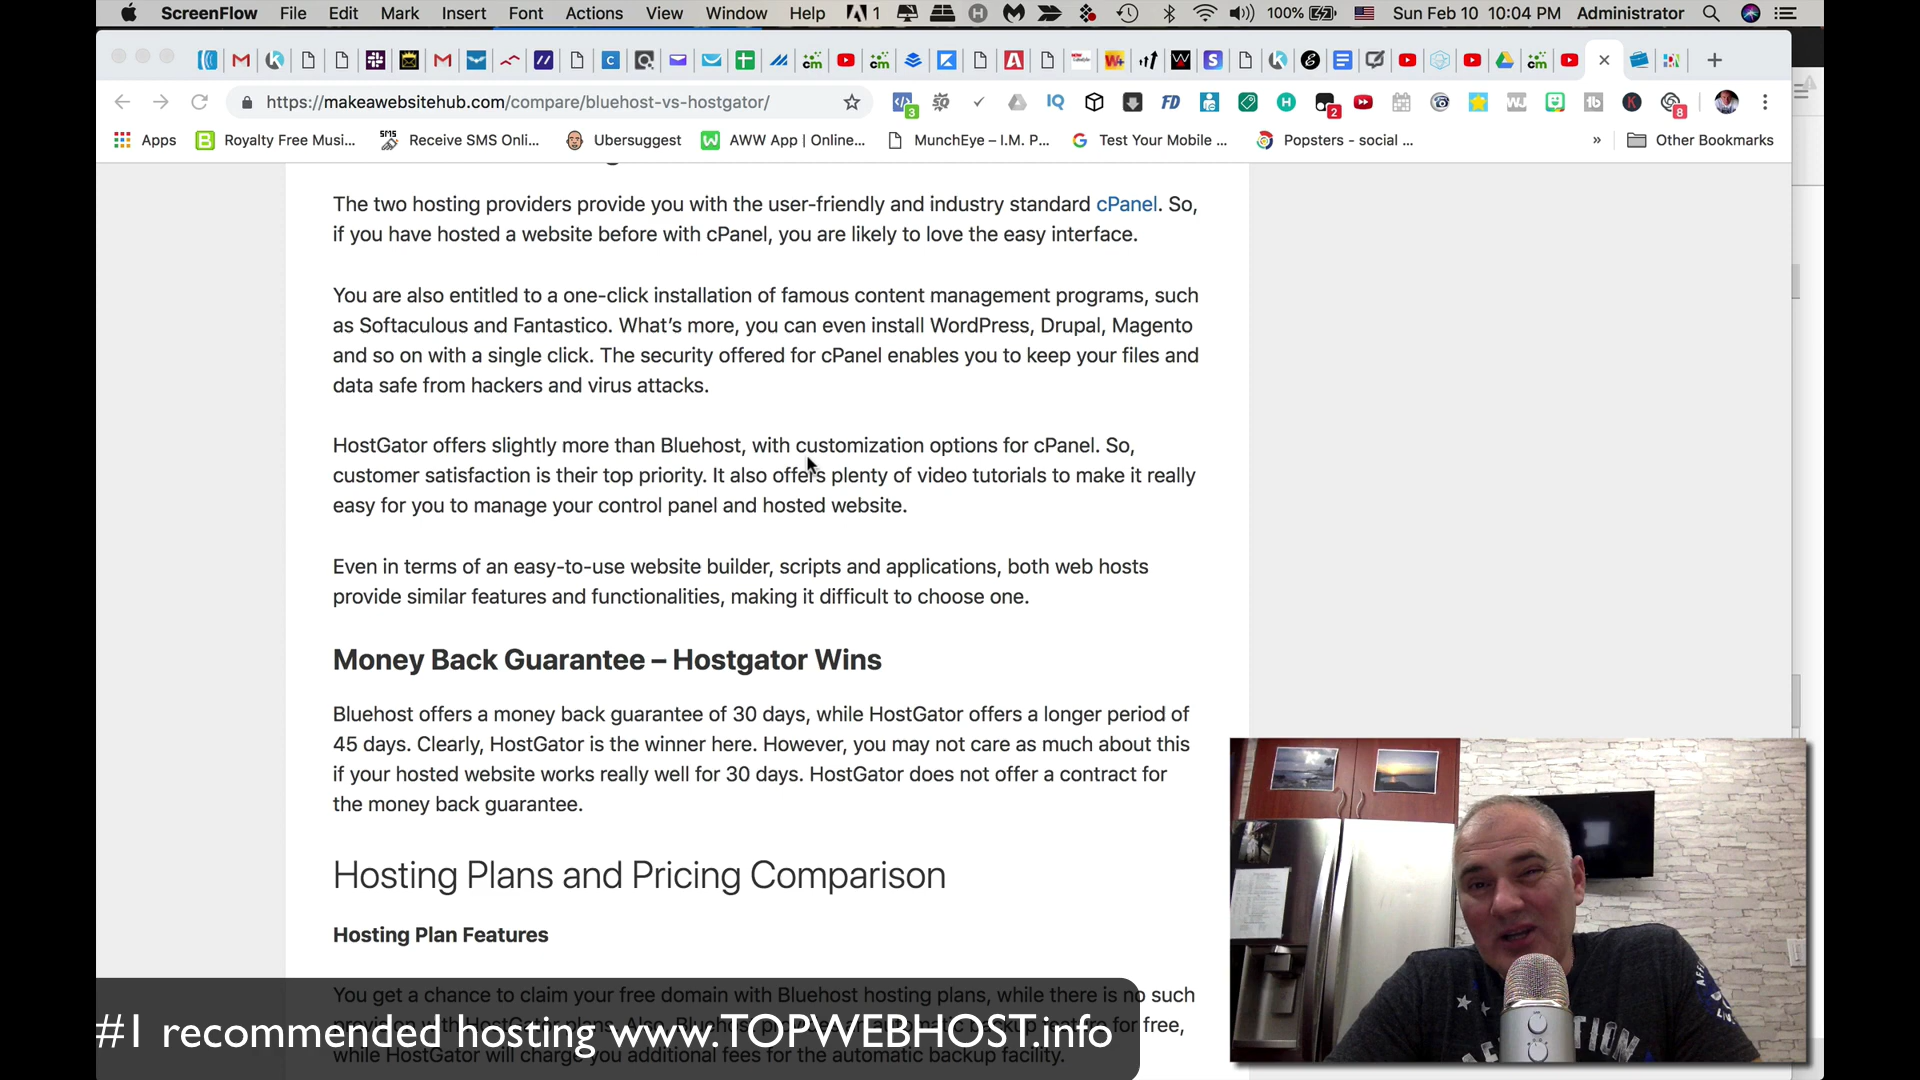 ScreenFlow File Edit Mark Insert Font Actions View Window Help 1 100% Sun Feb 10 10:04 PM Administrator
https://makeawebsitehub.com/compare/bluehost-vs-hostgator/
Apps Royalty Free Musi... Receive SMS Onli... Ubersuggest AWW App | Online... MunchEye – I.M. P... Test Your Mobile ... Popsters - social ... » Other Bookmarks
The two hosting providers provide you with the user-friendly and industry standard cPanel. So,
if you have hosted a website before with cPanel, you are likely to love the easy interface.
You are also entitled to a one-click installation of famous content management programs, such
as Softaculous and Fantastico. What’s more, you can even install WordPress, Drupal, Magento
and so on with a single click. The security offered for cPanel enables you to keep your files and
data safe from hackers and virus attacks.
HostGator offers slightly more than Bluehost, with customization options for cPanel. So,
customer satisfaction is their top priority. It also offers plenty of video tutorials to make it really
easy for you to manage your control panel and hosted website.
Even in terms of an easy-to-use website builder, scripts and applications, both web hosts
provide similar features and functionalities, making it difficult to choose one.
Money Back Guarantee – Hostgator Wins
Bluehost offers a money back guarantee of 30 days, while HostGator offers a longer period of
45 days. Clearly, HostGator is the winner here. However, you may not care as much about this
if your hosted website works really well for 30 days. HostGator does not offer a contract for
the money back guarantee.
Hosting Plans and Pricing Comparison
Hosting Plan Features
You get a chance to claim your free domain with Bluehost hosting plans, while there is no such
for free,
while HostGator will charge you additional fees for the automatic backup facility.
#1 recommended hosting www.TOPWEBHOST.info